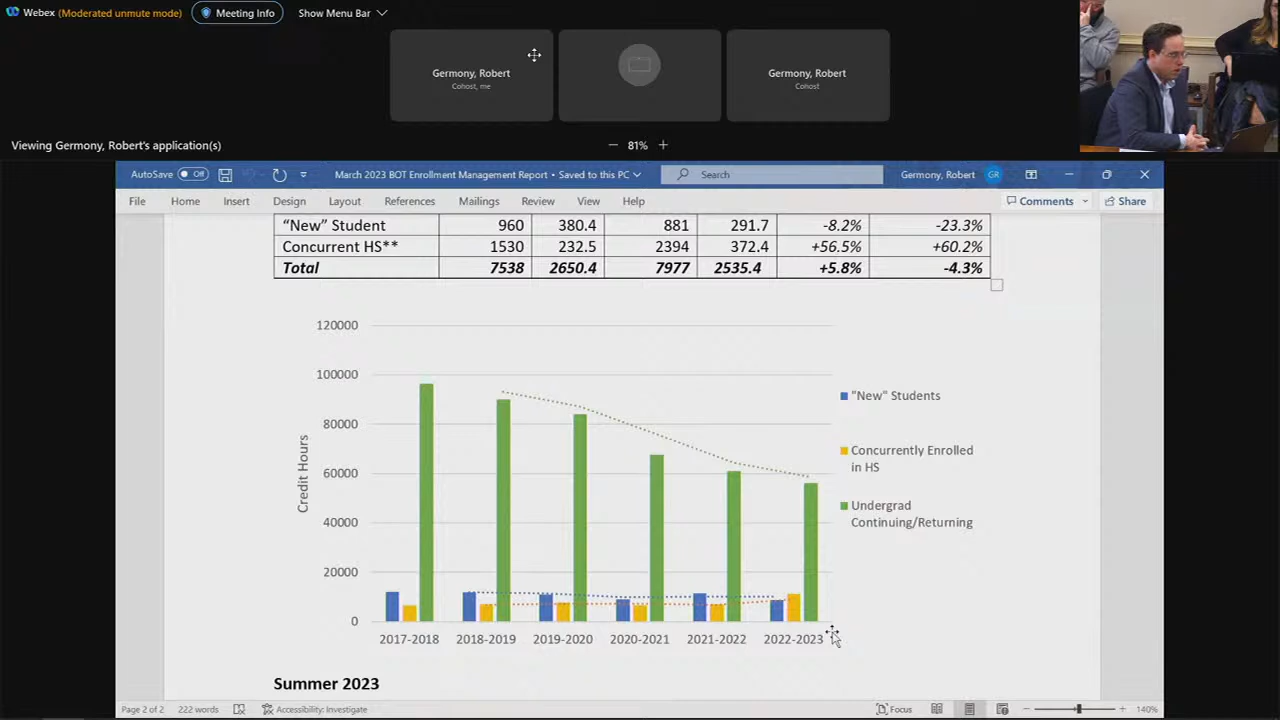 Webex (Moderated unmute mode) Meeting Info Show Menu Bar
Germony, Robert
Cohost, me
Germony, Robert
Cohost
Viewing Germony, Robert's application(s)
81%
AutoSave Off March 2023 BOT Enrollment Management Report • Saved to this PC Search Germony, Robert GR
File Home Insert Design Layout References Mailings Review View Help Comments Share
“New” Student 960 380.4 881 291.7 -8.2% -23.3%
Concurrent HS** 1530 232.5 2394 372.4 +56.5% +60.2%
Total 7538 2650.4 7977 2535.4 +5.8% -4.3%
120000
100000
80000
60000
40000
20000
0
Credit Hours
2017-2018 2018-2019 2019-2020 2020-2021 2021-2022 2022-2023
"New" Students
Concurrently Enrolled
in HS
Undergrad
Continuing/Returning
Summer 2023
Page 2 of 2 222 words Accessibility: Investigate Focus 140%